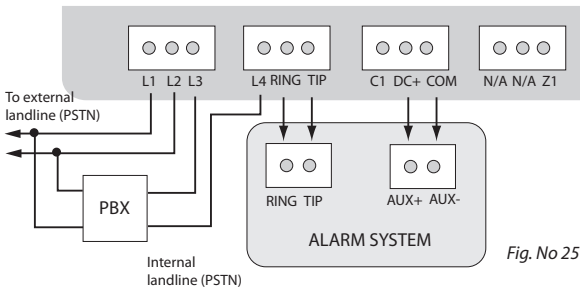 L1 L2 L3
L4 RING TIP
C1 DC+ COM
N/A N/A Z1
To external
landline (PSTN)
PBX
RING TIP
AUX+ AUX-
ALARM SYSTEM
Internal
landline (PSTN)
Fig. No 25